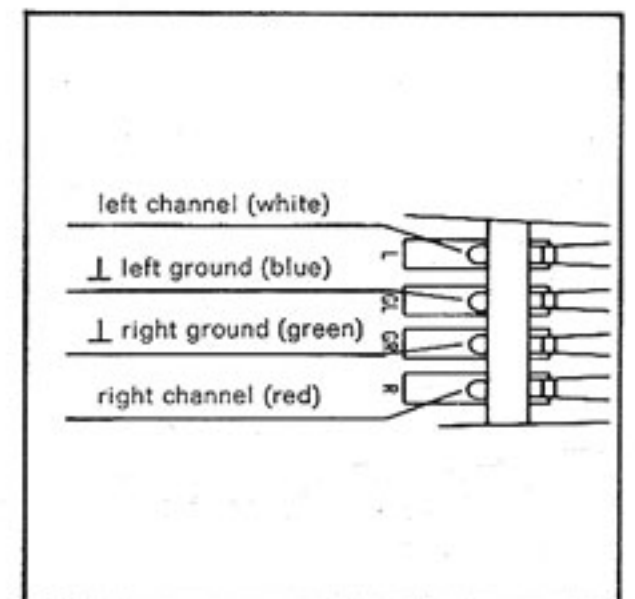 left channel (white)
L
⊥ left ground (blue)
GL
⊥ right ground (green)
GR
right channel (red)
R